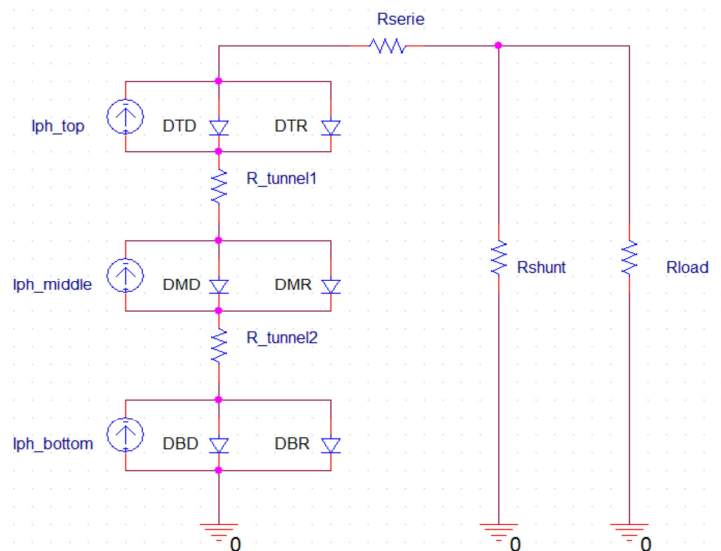 Rserie
Iph_top
DTD
DTR
R_tunnel1
Iph_middle
DMD
DMR
Rshunt
Rload
R_tunnel2
Iph_bottom
DBD
DBR
0
0
0